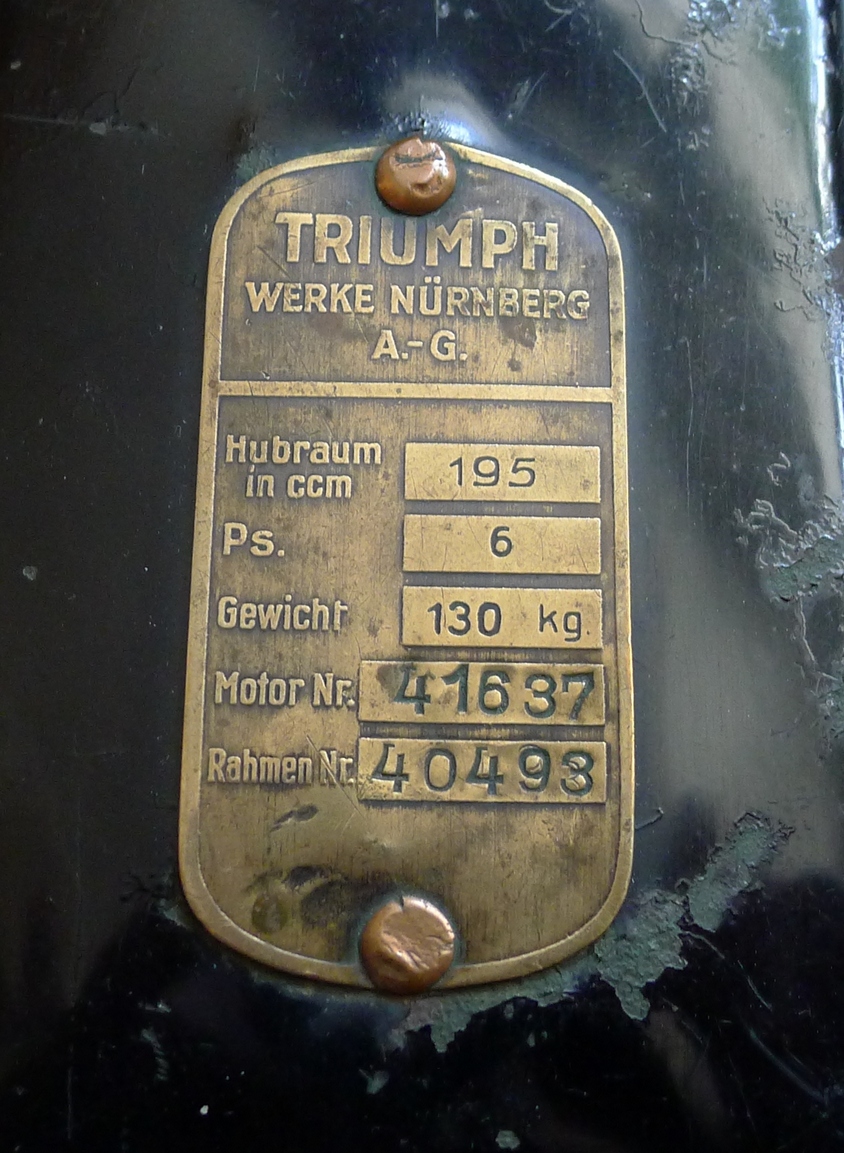 TRIUMPH
WERKE NÜRNBERG
A.-G.
Hubraum
in ccm 195
Ps. 6
Gewicht 130 kg.
Motor Nr. 41637
Rahmen Nr. 40493